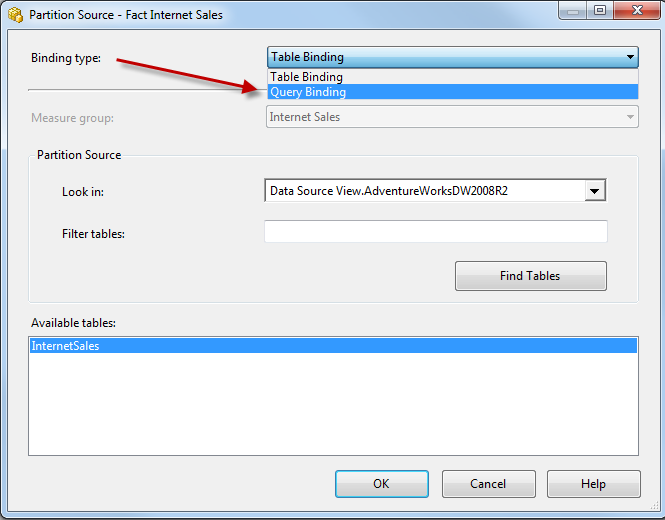 Partition Source - Fact Internet Sales
Binding type:
Table Binding
Table Binding
Query Binding
Measure group:
Internet Sales
Partition Source
Look in:
Data Source View.AdventureWorksDW2008R2
Filter tables:
Find Tables
Available tables:
InternetSales
OK
Cancel
Help